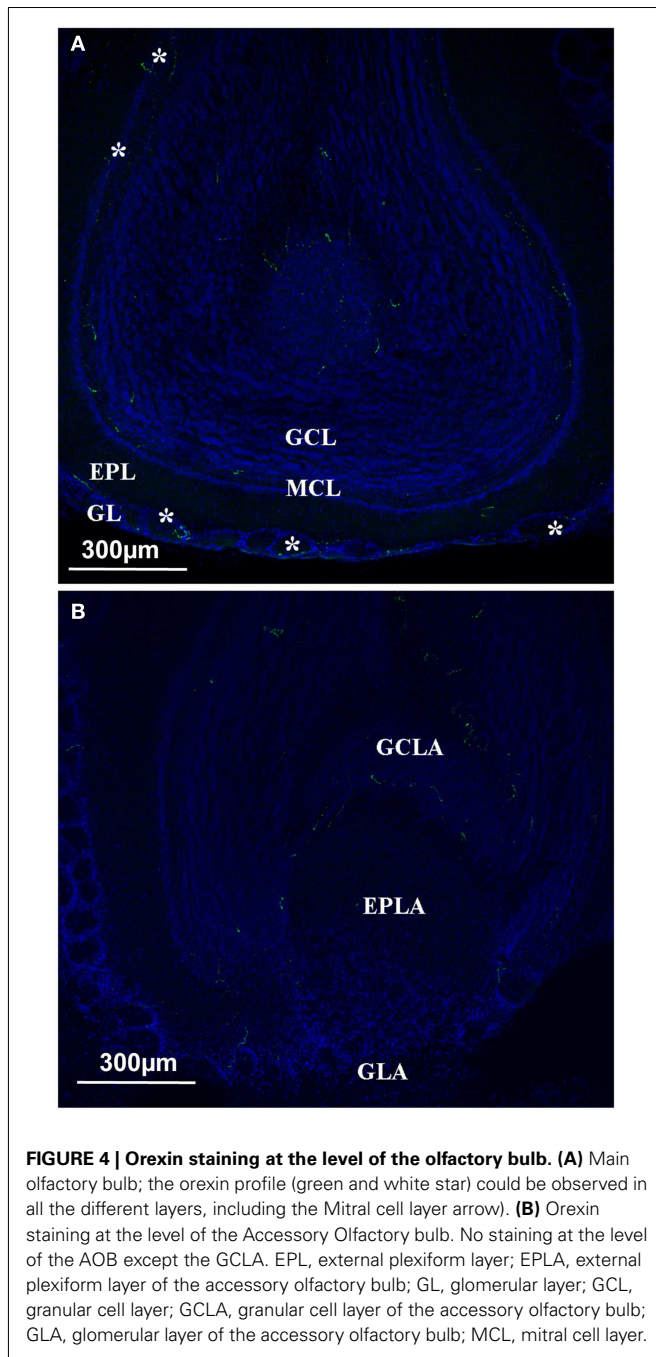 A
*
*
GCL
EPL
MCL
GL
*
*
*
300µm
B
GCLA
EPLA
300µm
GLA
FIGURE 4 | Orexin staining at the level of the olfactory bulb. (A) Main
olfactory bulb; the orexin profile (green and white star) could be observed in
all the different layers, including the Mitral cell layer arrow). (B) Orexin
staining at the level of the Accessory Olfactory bulb. No staining at the level
of the AOB except the GCLA. EPL, external plexiform layer; EPLA, external
plexiform layer of the accessory olfactory bulb; GL, glomerular layer; GCL,
granular cell layer; GCLA, granular cell layer of the accessory olfactory bulb;
GLA, glomerular layer of the accessory olfactory bulb; MCL, mitral cell layer.